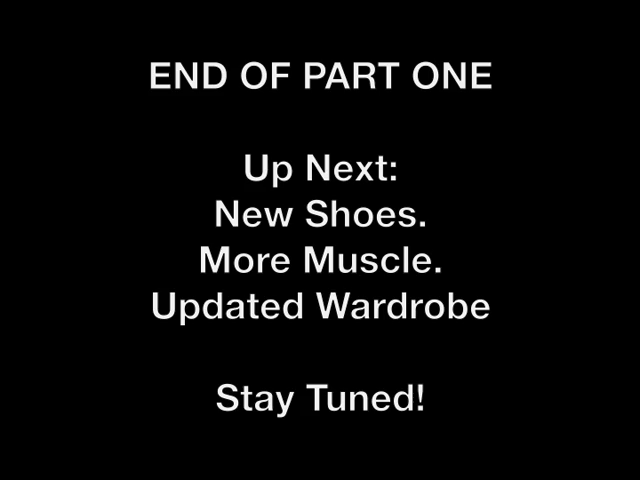 END OF PART ONE
Up Next:
New Shoes.
More Muscle.
Updated Wardrobe
Stay Tuned!